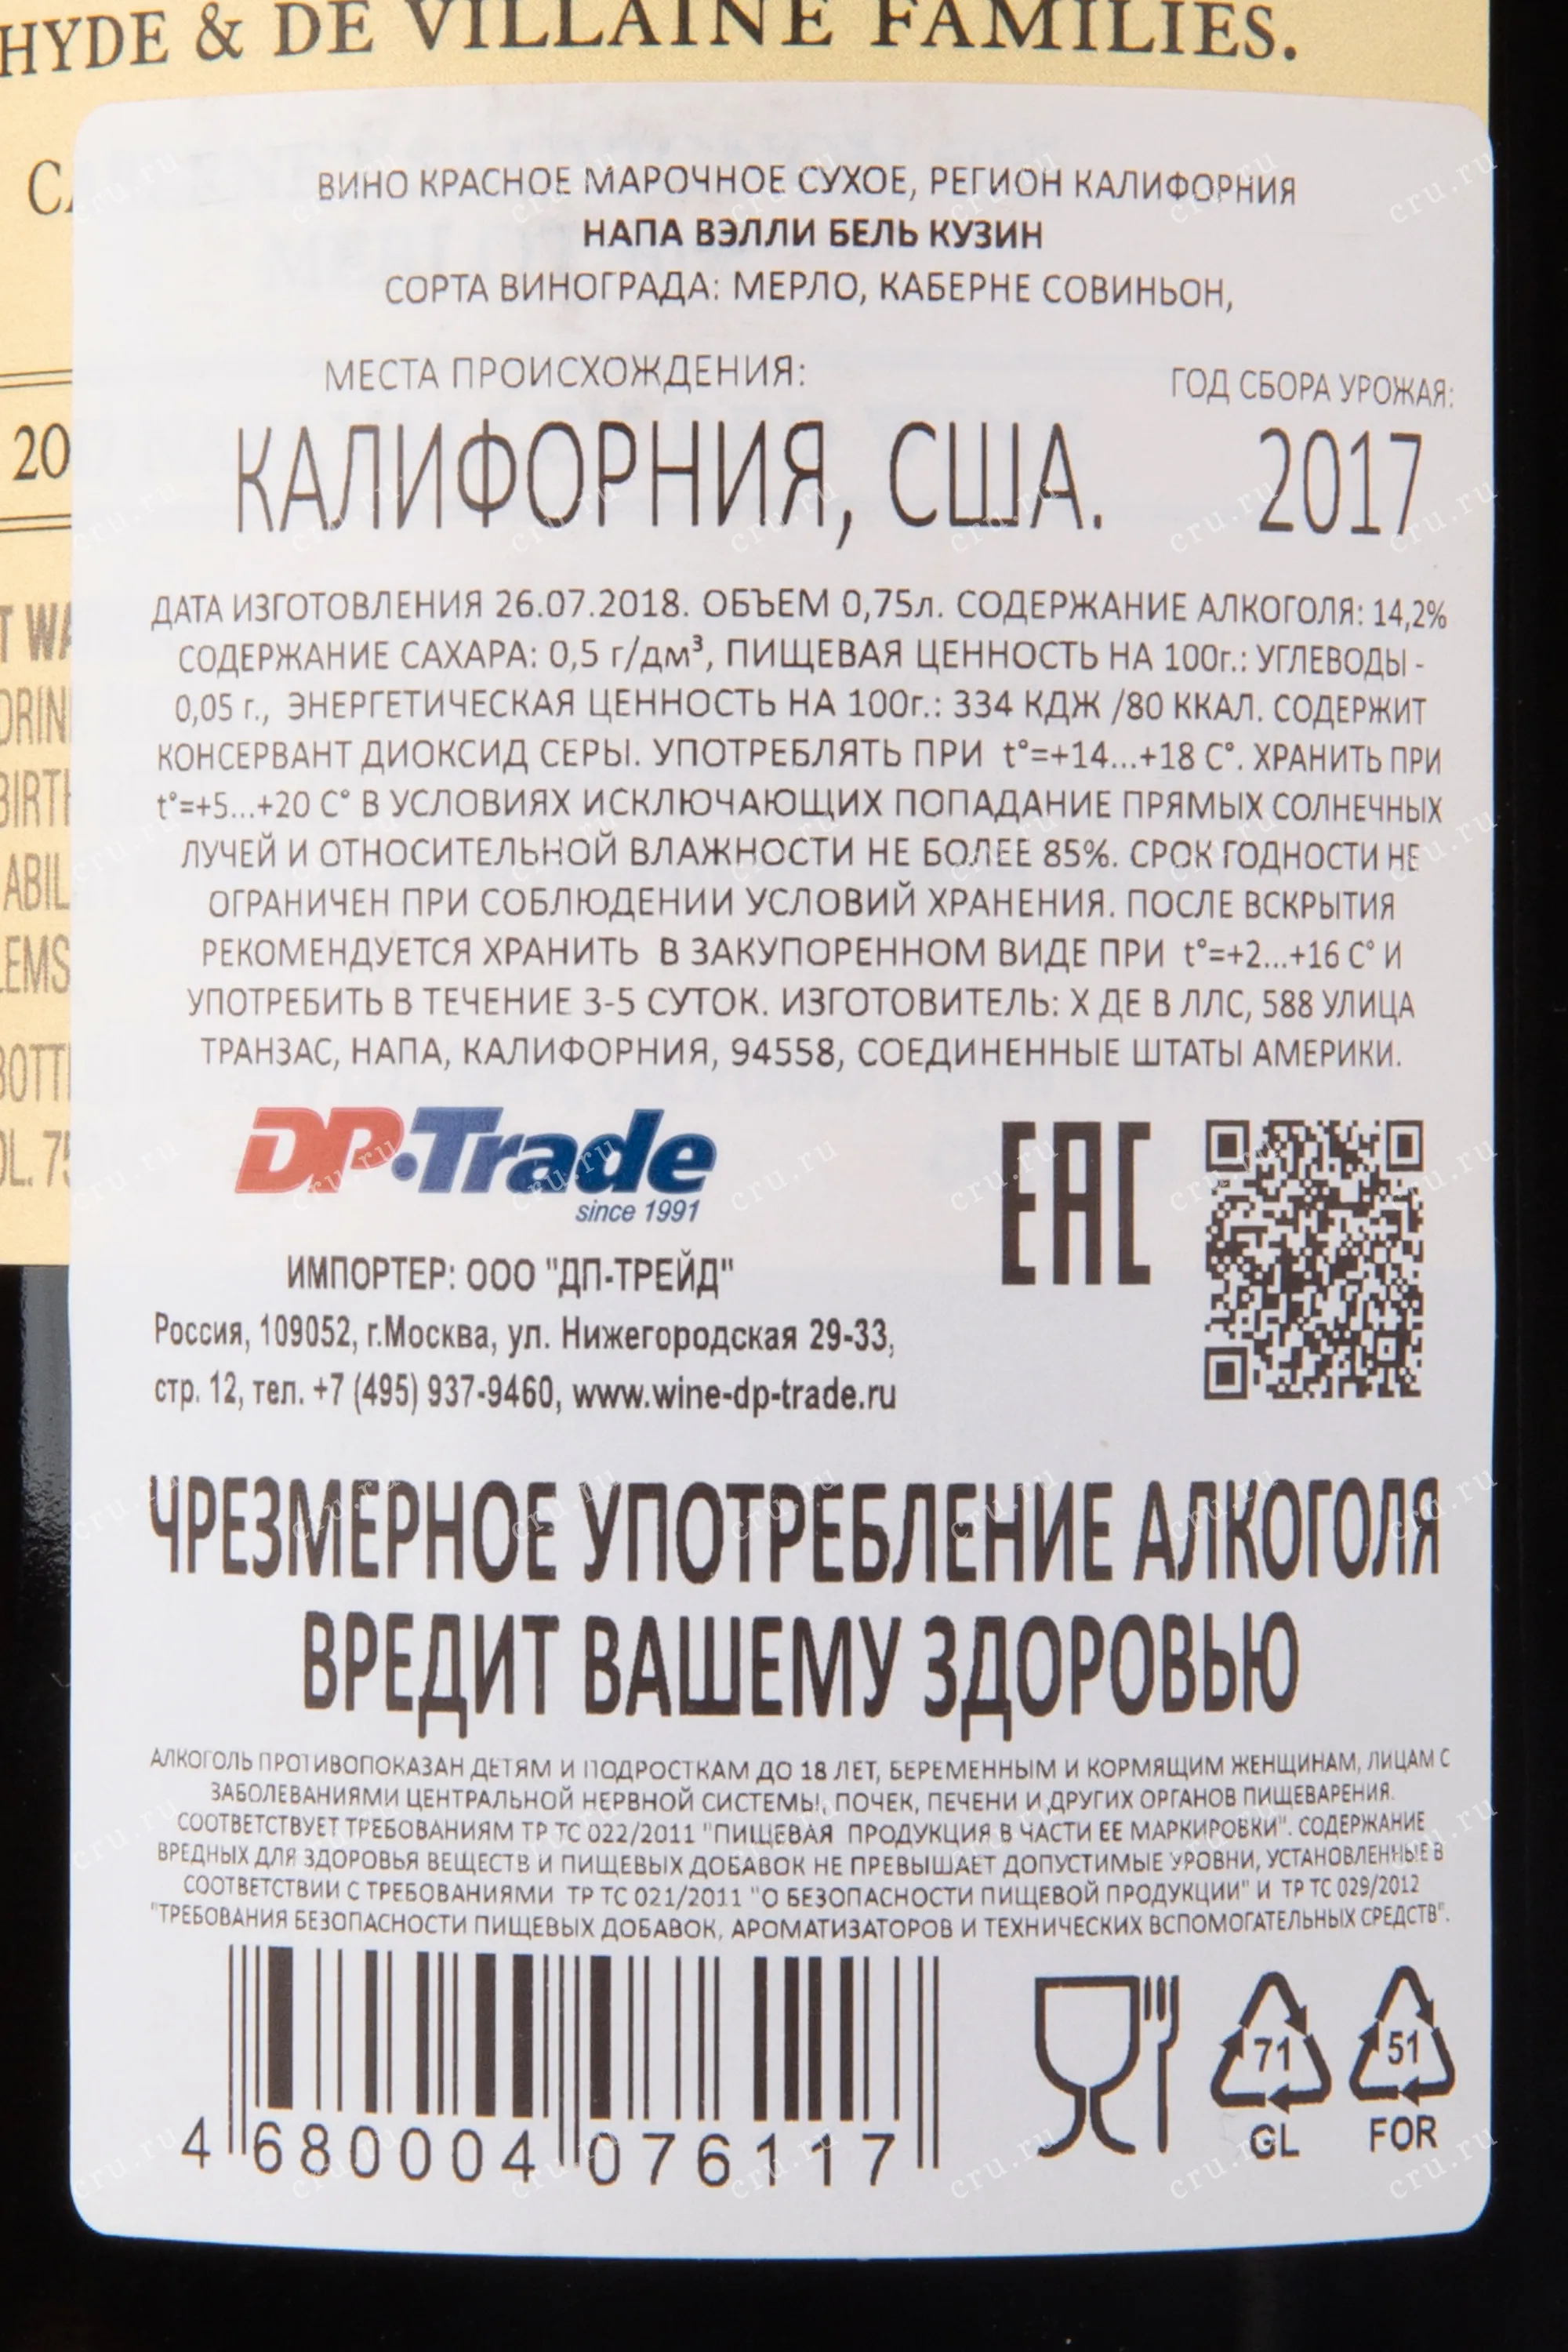 HYDE & DE VILLAINE FAMILIES.
ВИНО КРАСНОЕ МАРОЧНОЕ СУХОЕ, РЕГИОН КАЛИФОРНИЯ
НАПА ВЭЛЛИ БЕЛЬ КУЗИН
СОРТА ВИНОГРАДА: МЕРЛО, КАБЕРНЕ СОВИНЬОН,
МЕСТА ПРОИСХОЖДЕНИЯ:
ГОД СБОРА УРОЖАЯ:
КАЛИФОРНИЯ, США.
2017
20
ДАТА ИЗГОТОВЛЕНИЯ 26.07.2018. ОБЪЕМ 0,75л. СОДЕРЖАНИЕ АЛКОГОЛЯ: 14,2%
СОДЕРЖАНИЕ САХАРА: 0,5 г/дм³, ПИЩЕВАЯ ЦЕННОСТЬ НА 100г.: УГЛЕВОДЫ -
0,05 г., ЭНЕРГЕТИЧЕСКАЯ ЦЕННОСТЬ НА 100г.: 334 КДЖ /80 ККАЛ. СОДЕРЖИТ
КОНСЕРВАНТ ДИОКСИД СЕРЫ. УПОТРЕБЛЯТЬ ПРИ t°=+14...+18 C°. ХРАНИТЬ ПРИ
t°=+5...+20 C° В УСЛОВИЯХ ИСКЛЮЧАЮЩИХ ПОПАДАНИЕ ПРЯМЫХ СОЛНЕЧНЫХ
ЛУЧЕЙ И ОТНОСИТЕЛЬНОЙ ВЛАЖНОСТИ НЕ БОЛЕЕ 85%. СРОК ГОДНОСТИ НЕ
ОГРАНИЧЕН ПРИ СОБЛЮДЕНИИ УСЛОВИЙ ХРАНЕНИЯ. ПОСЛЕ ВСКРЫТИЯ
РЕКОМЕНДУЕТСЯ ХРАНИТЬ В ЗАКУПОРЕННОМ ВИДЕ ПРИ t°=+2...+16 C° И
УПОТРЕБИТЬ В ТЕЧЕНИЕ 3-5 СУТОК. ИЗГОТОВИТЕЛЬ: Х ДЕ В ЛЛС, 588 УЛИЦА
ТРАНЗАС, НАПА, КАЛИФОРНИЯ, 94558, СОЕДИНЕННЫЕ ШТАТЫ АМЕРИКИ.
DP•Trade
since 1991
EAC
ИМПОРТЕР: ООО "ДП-ТРЕЙД"
Россия, 109052, г.Москва, ул. Нижегородская 29-33,
стр. 12, тел. +7 (495) 937-9460, www.wine-dp-trade.ru
ЧРЕЗМЕРНОЕ УПОТРЕБЛЕНИЕ АЛКОГОЛЯ
ВРЕДИТ ВАШЕМУ ЗДОРОВЬЮ
АЛКОГОЛЬ ПРОТИВОПОКАЗАН ДЕТЯМ И ПОДРОСТКАМ ДО 18 ЛЕТ, БЕРЕМЕННЫМ И КОРМЯЩИМ ЖЕНЩИНАМ, ЛИЦАМ С
ЗАБОЛЕВАНИЯМИ ЦЕНТРАЛЬНОЙ НЕРВНОЙ СИСТЕМЫ, ПОЧЕК, ПЕЧЕНИ И ДРУГИХ ОРГАНОВ ПИЩЕВАРЕНИЯ.
СООТВЕТСТВУЕТ ТРЕБОВАНИЯМ ТР ТС 022/2011 "ПИЩЕВАЯ ПРОДУКЦИЯ В ЧАСТИ ЕЕ МАРКИРОВКИ". СОДЕРЖАНИЕ
ВРЕДНЫХ ДЛЯ ЗДОРОВЬЯ ВЕЩЕСТВ И ПИЩЕВЫХ ДОБАВОК НЕ ПРЕВЫШАЕТ ДОПУСТИМЫЕ УРОВНИ, УСТАНОВЛЕННЫЕ В
СООТВЕТСТВИИ С ТРЕБОВАНИЯМИ ТР ТС 021/2011 "О БЕЗОПАСНОСТИ ПИЩЕВОЙ ПРОДУКЦИИ" И ТР ТС 029/2012
"ТРЕБОВАНИЯ БЕЗОПАСНОСТИ ПИЩЕВЫХ ДОБАВОК, АРОМАТИЗАТОРОВ И ТЕХНИЧЕСКИХ ВСПОМОГАТЕЛЬНЫХ СРЕДСТВ".
4 680004 076117
71
GL
51
FOR
cru.ru